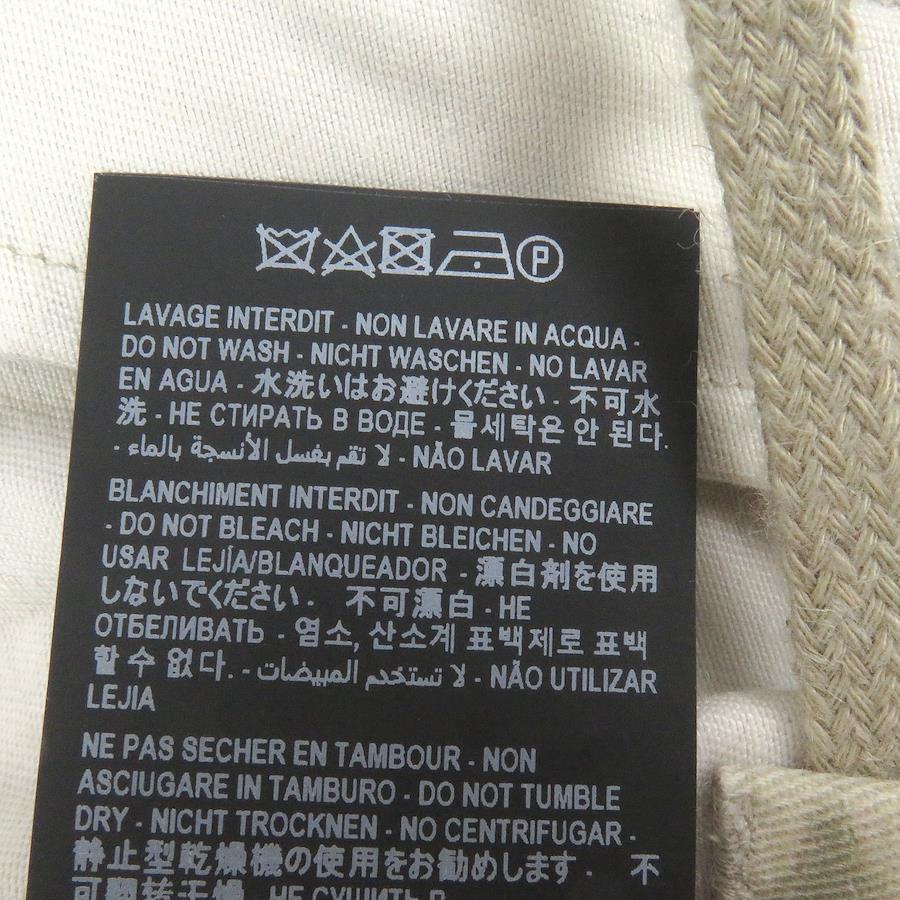 P
LAVAGE INTERDIT - NON LAVARE IN ACQUA -
DO NOT WASH - NICHT WASCHEN - NO LAVAR
EN AGUA - 水洗いはお避けください - 不可水
洗 - НЕ СТИРАТЬ В ВОДЕ - 물세탁은 안 된다.
- لا تقم بغسل الأنسجة بالماء - NÃO LAVAR
BLANCHIMENT INTERDIT - NON CANDEGGIARE
- DO NOT BLEACH - NICHT BLEICHEN - NO
USAR LEJÍA/BLANQUEADOR - 漂白剤を使用
しないでください - 不可漂白 - НЕ
ОТБЕЛИВАТЬ - 염소, 산소계 표백제로 표백
할 수 없다. - لا تستخدم المبيضات - NÃO UTILIZAR
LEJIA
NE PAS SECHER EN TAMBOUR - NON
ASCIUGARE IN TAMBURO - DO NOT TUMBLE
DRY - NICHT TROCKNEN - NO CENTRIFUGAR -
静止型乾燥機の使用をお勧めします - 不
可翻转干燥 НЕ СУШИТЬ В